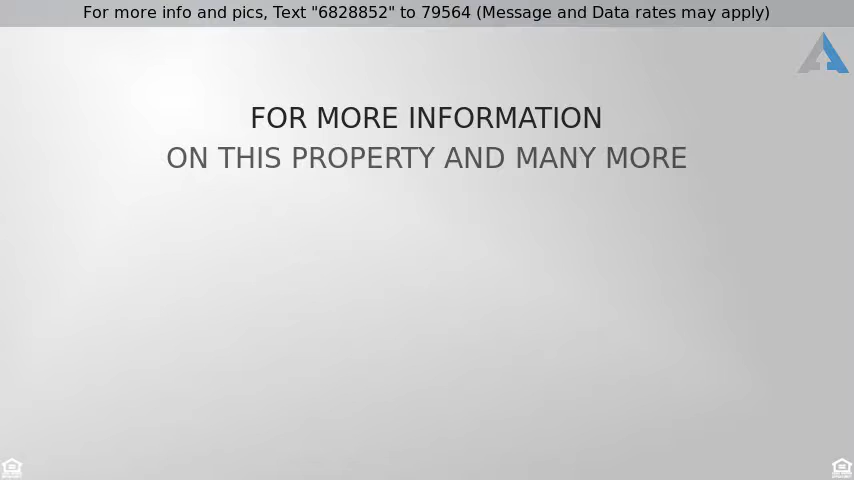 For more info and pics, Text "6828852" to 79564 (Message and Data rates may apply)
FOR MORE INFORMATION
ON THIS PROPERTY AND MANY MORE